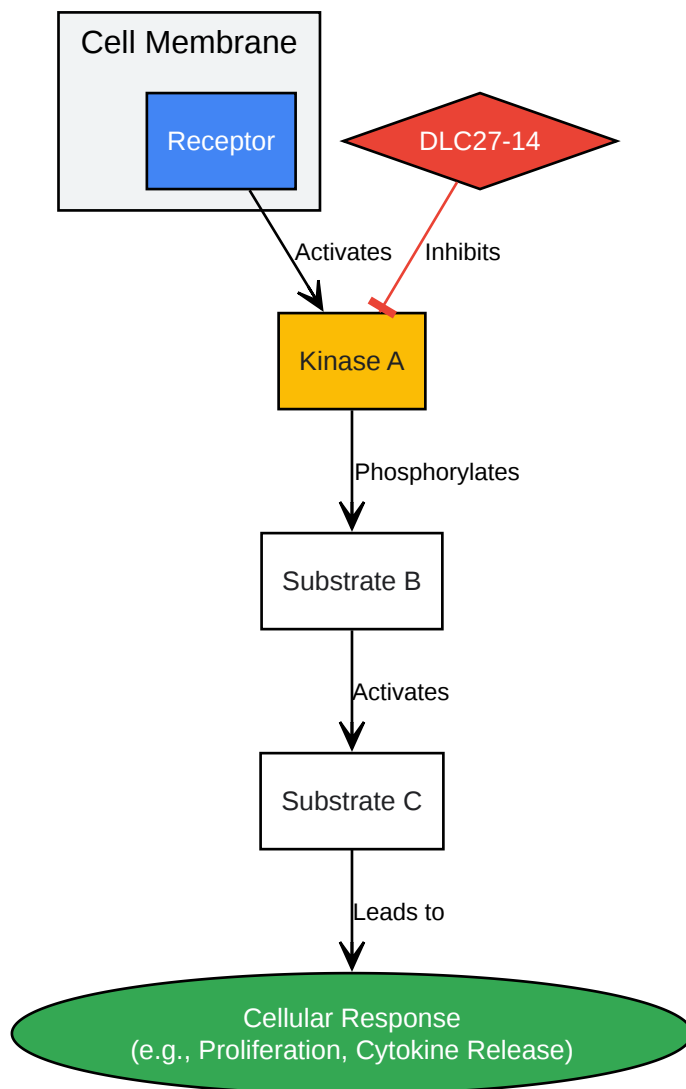 Cell Membrane
Receptor
DLC27-14
Activates
Inhibits
Kinase A
Phosphorylates
Substrate B
Activates
Substrate C
Leads to
Cellular Response
(e.g., Proliferation, Cytokine Release)